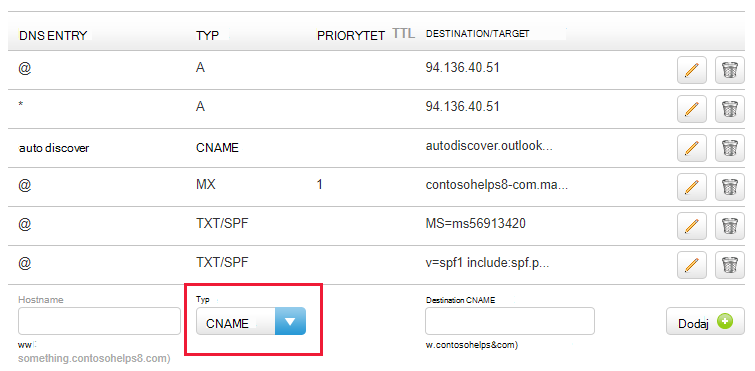 DNS ENTRY TYP PRIORYTET TTL DESTINATION/TARGET
@ A 94.136.40.51
* A 94.136.40.51
auto discover CNAME autodiscover.outlook...
@ MX 1 contosohelps8-com.ma...
@ TXT/SPF MS=ms56913420
@ TXT/SPF v=spf1 include:spf.p...
Hostname Typ Destination CNAME
CNAME Dodaj
ww w.contosohelps&com)
something.contosohelps8.com)